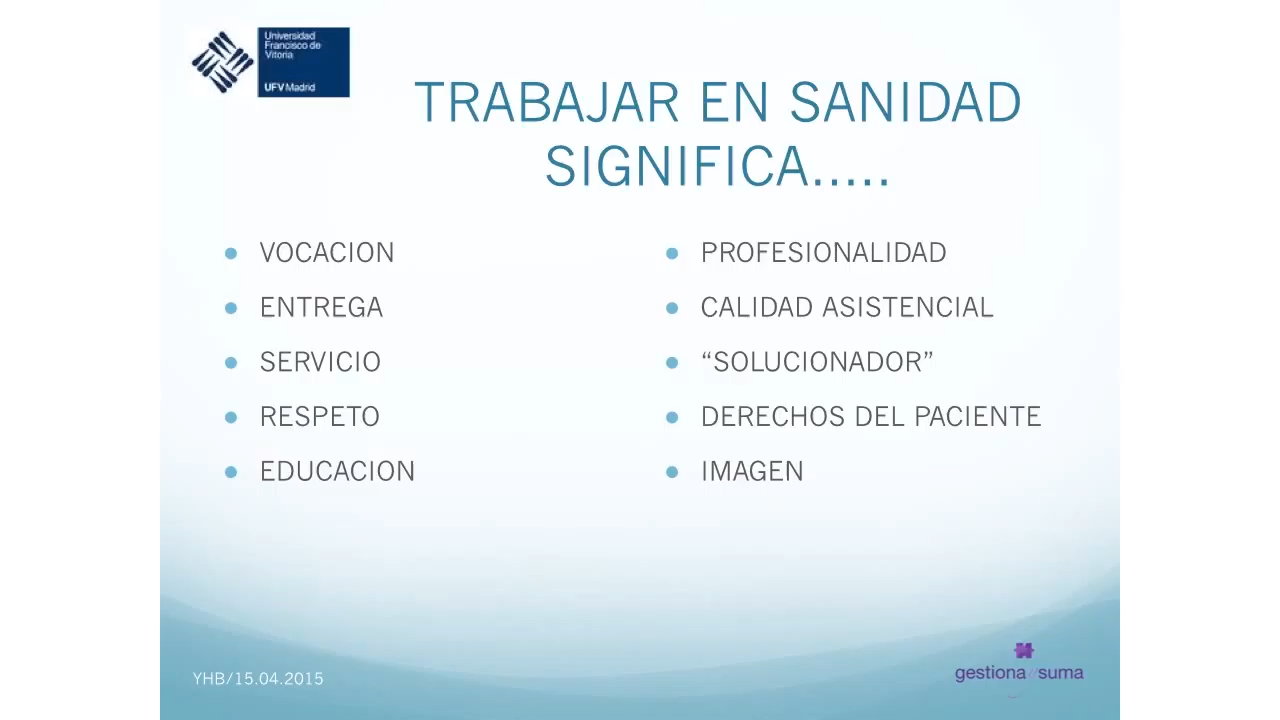 Universidad
Francisco de
Vitoria
UFV Madrid
TRABAJAR EN SANIDAD
SIGNIFICA.....
VOCACION
ENTREGA
SERVICIO
RESPETO
EDUCACION
PROFESIONALIDAD
CALIDAD ASISTENCIAL
“SOLUCIONADOR”
DERECHOS DEL PACIENTE
IMAGEN
YHB/15.04.2015
gestiona suma